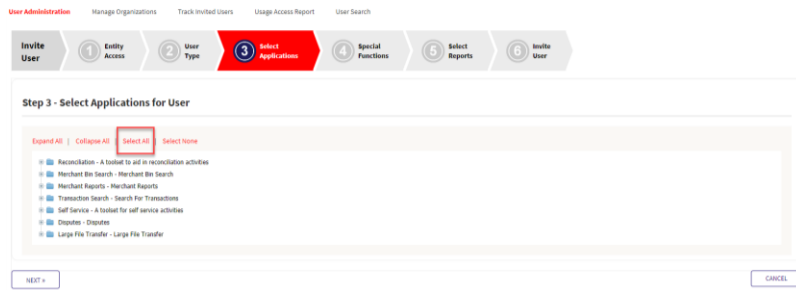 User Administration Manage Organizations Track Invited Users Usage Access Report User Search
Invite User 1 Entity Access 2 User Type 3 Select Applications 4 Special Functions 5 Select Reports 6 Invite User
Step 3 - Select Applications for User
Expand All | Collapse All | Select All | Select None
Reconciliation - A toolset to aid in reconciliation activities
Merchant Bin Search - Merchant Bin Search
Merchant Reports - Merchant Reports
Transaction Search - Search For Transactions
Self Service - A toolset for self service activities
Disputes - Disputes
Large File Transfer - Large File Transfer
NEXT » CANCEL